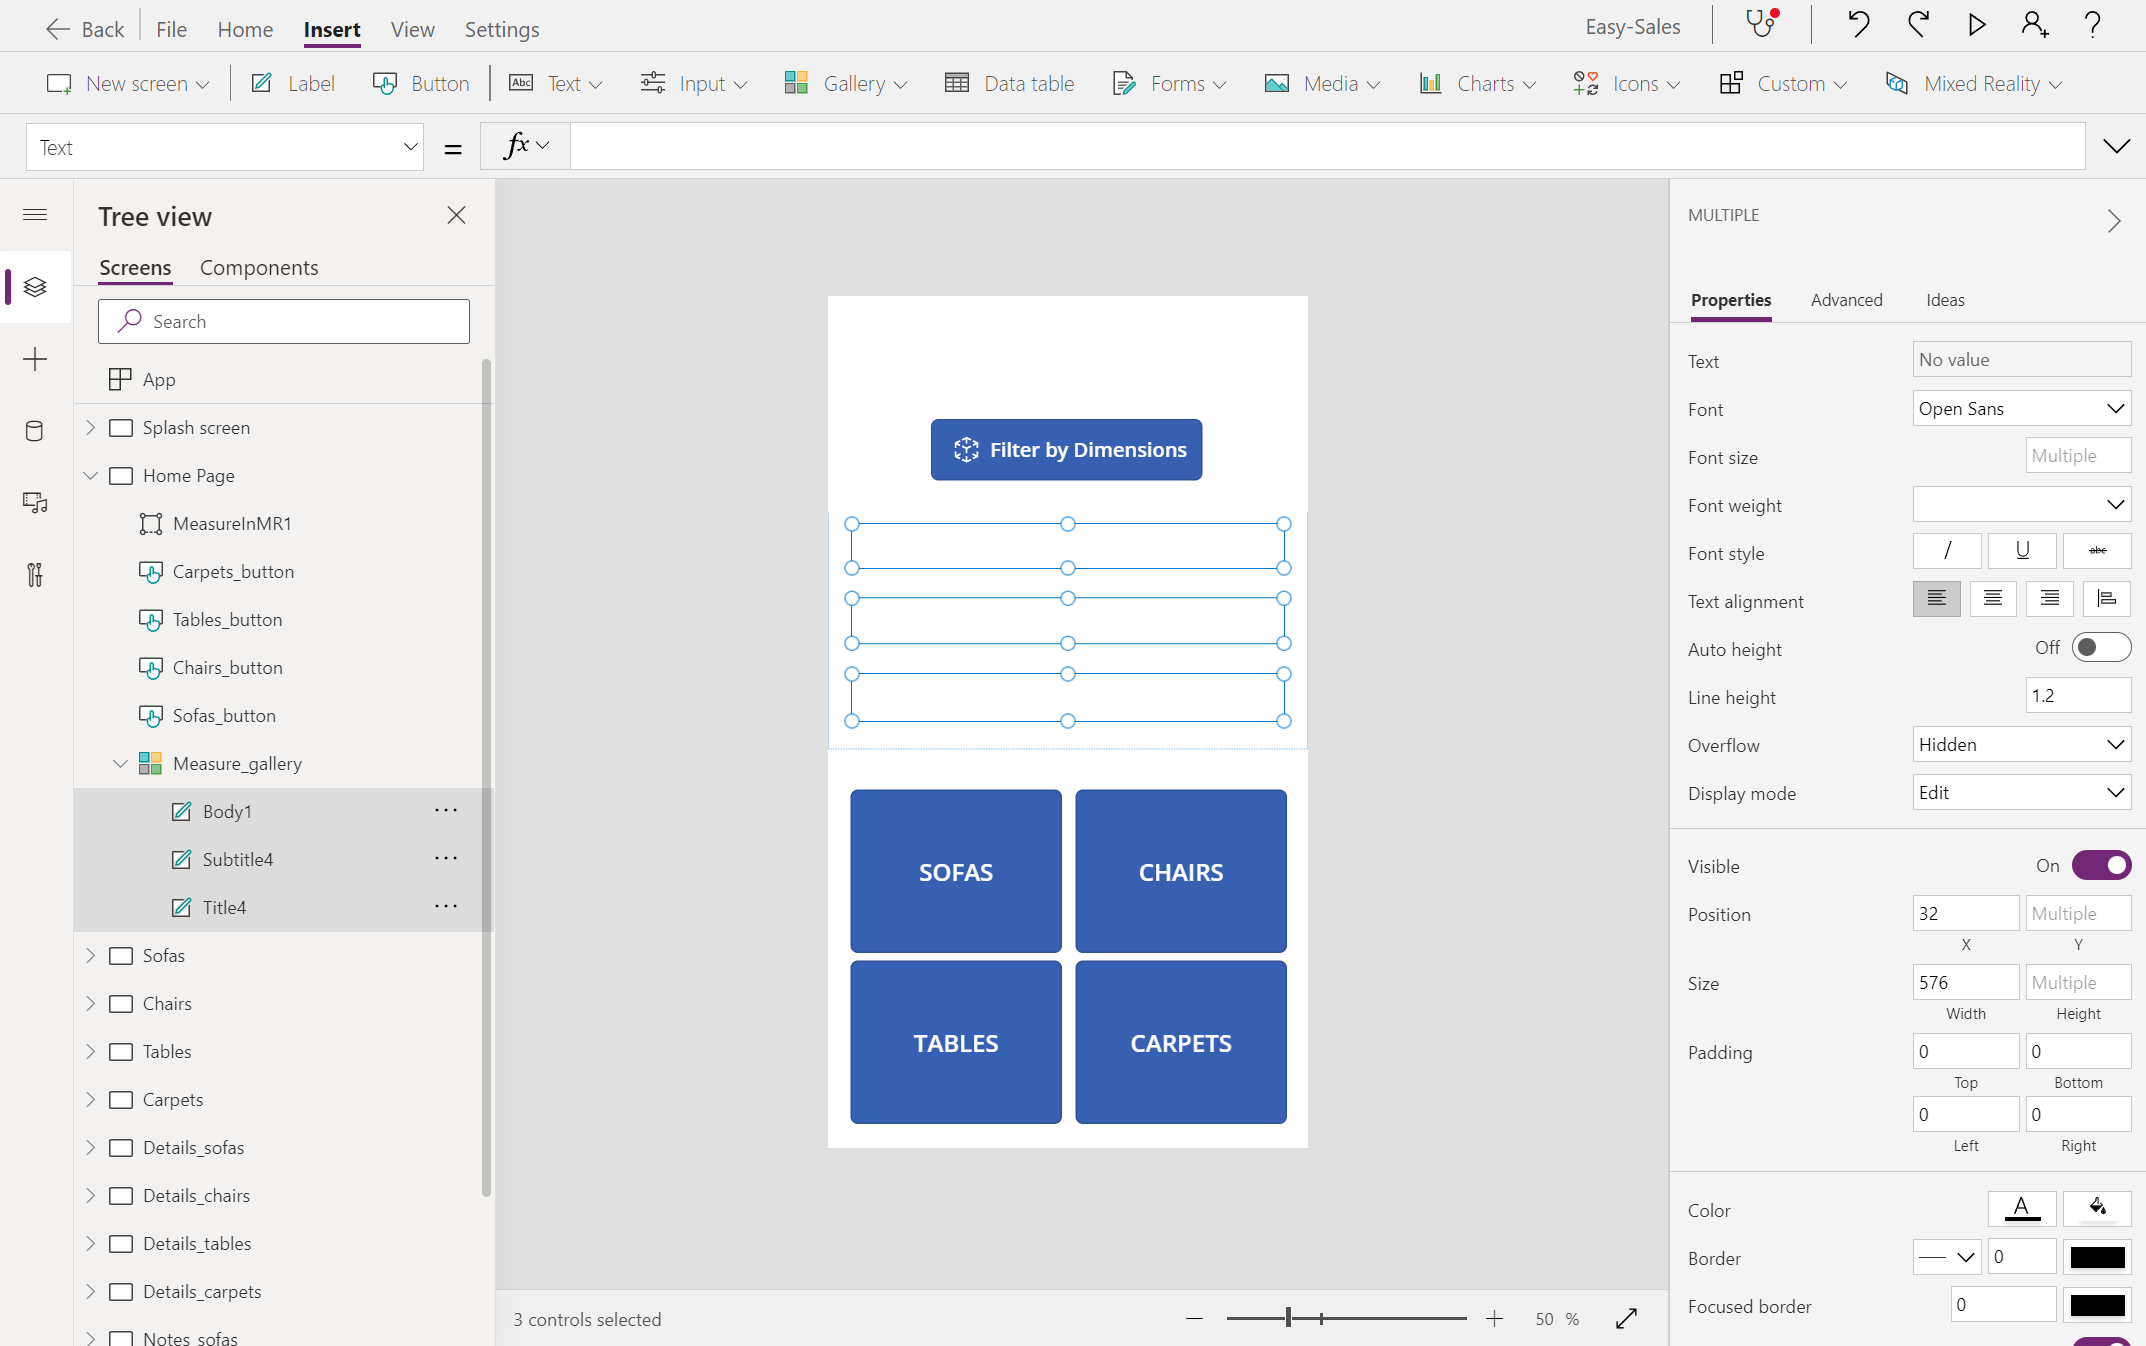 Back File Home Insert View Settings Easy-Sales
New screen Label Button Abc Text Input Gallery Data table Forms Media Charts Icons Custom Mixed Reality
Text = fx
Tree view
Screens Components
Search
App
Splash screen
Home Page
MeasureInMR1
Carpets_button
Tables_button
Chairs_button
Sofas_button
Measure_gallery
Body1 ...
Subtitle4 ...
Title4 ...
Sofas
Chairs
Tables
Carpets
Details_sofas
Details_chairs
Details_tables
Details_carpets
Notes_sofas
Filter by Dimensions
SOFAS CHAIRS
TABLES CARPETS
3 controls selected 50 %
MULTIPLE
Properties Advanced Ideas
Text No value
Font Open Sans
Font size Multiple
Font weight
Font style / U abc
Text alignment
Auto height Off
Line height 1.2
Overflow Hidden
Display mode Edit
Visible On
Position 32 Multiple
X Y
Size 576 Multiple
Width Height
Padding 0 0
Top Bottom
0 0
Left Right
Color A
Border 0
Focused border 0